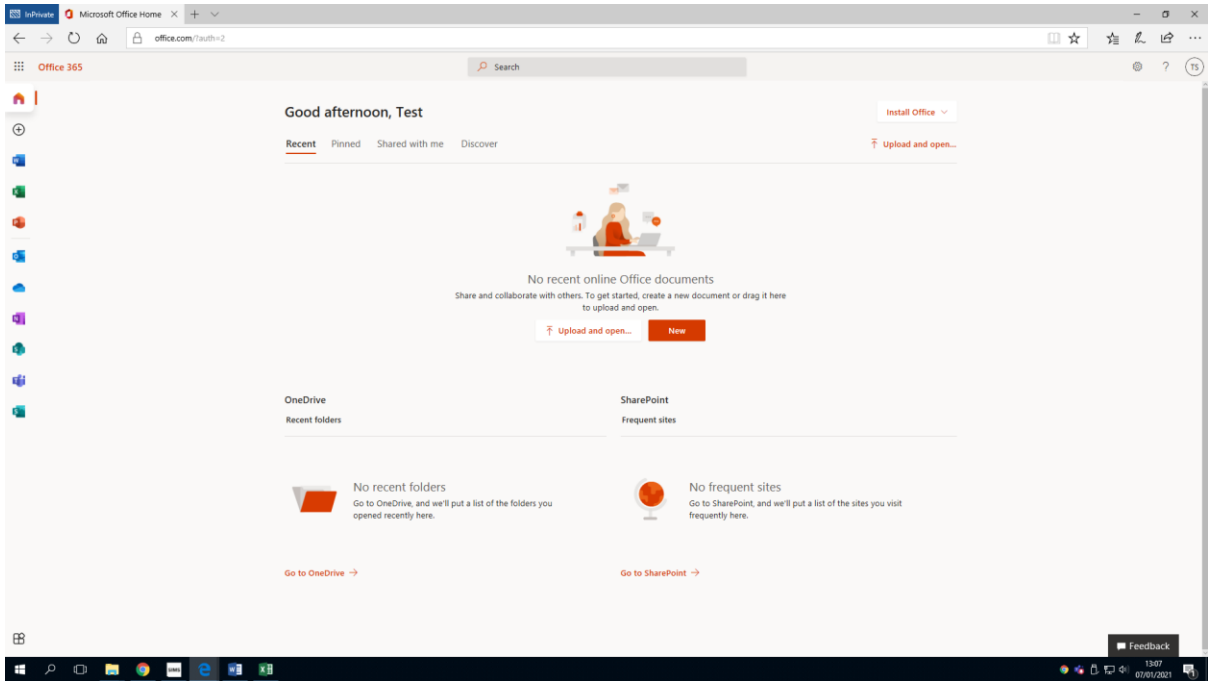 InPrivate
Microsoft Office Home
office.com/?auth=2
Office 365
Search
?
TS
Good afternoon, Test
Install Office
Recent Pinned Shared with me Discover
Upload and open...
No recent online Office documents
Share and collaborate with others. To get started, create a new document or drag it here
to upload and open.
Upload and open...
New
OneDrive
SharePoint
Recent folders
Frequent sites
No recent folders
Go to OneDrive, and we'll put a list of the folders you
opened recently here.
No frequent sites
Go to SharePoint, and we'll put a list of the sites you visit
frequently here.
Go to OneDrive →
Go to SharePoint →
Feedback
SIMS
13:07
07/01/2021